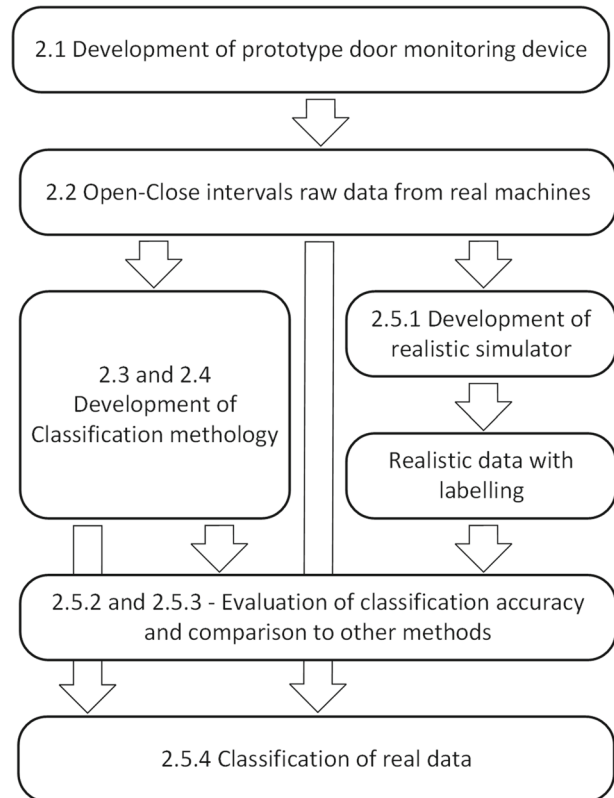 2.1 Development of prototype door monitoring device
2.2 Open-Close intervals raw data from real machines
2.3 and 2.4
Development of
Classification methology
2.5.1 Development of
realistic simulator
Realistic data with
labelling
2.5.2 and 2.5.3 - Evaluation of classification accuracy
and comparison to other methods
2.5.4 Classification of real data